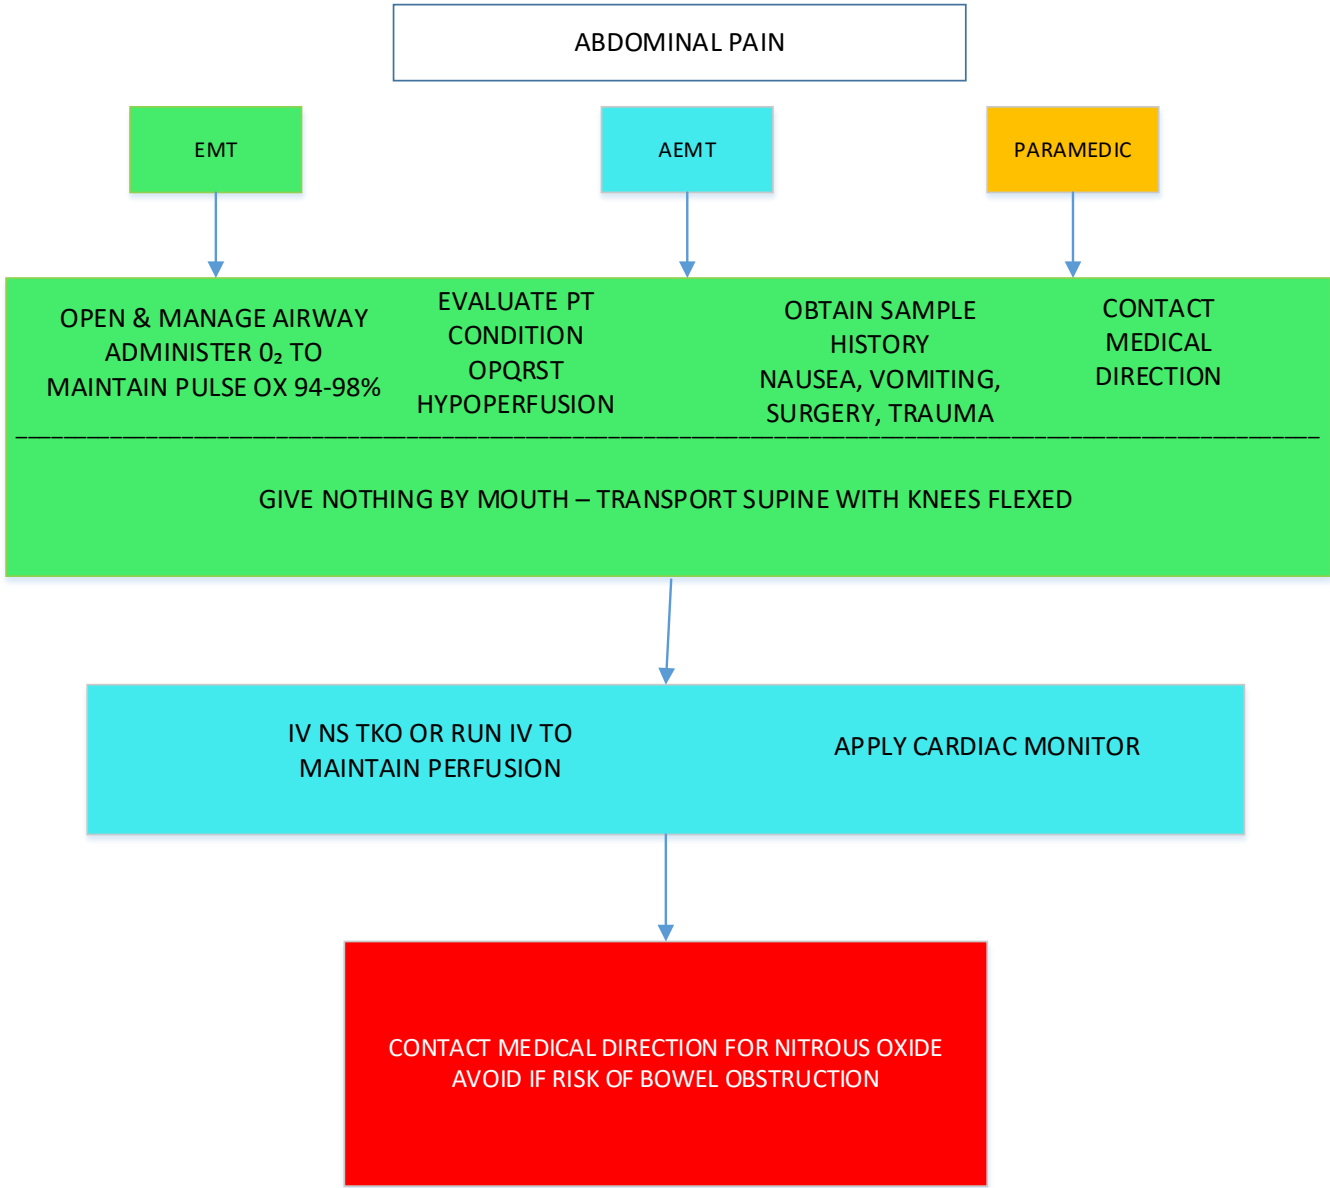 ABDOMINAL PAIN
EMT
AEMT
PARAMEDIC
OPEN & MANAGE AIRWAY
ADMINISTER 0₂ TO
MAINTAIN PULSE OX 94-98%
EVALUATE PT
CONDITION
OPQRST
HYPOPERFUSION
OBTAIN SAMPLE
HISTORY
NAUSEA, VOMITING,
SURGERY, TRAUMA
CONTACT
MEDICAL
DIRECTION
GIVE NOTHING BY MOUTH – TRANSPORT SUPINE WITH KNEES FLEXED
IV NS TKO OR RUN IV TO
MAINTAIN PERFUSION
APPLY CARDIAC MONITOR
CONTACT MEDICAL DIRECTION FOR NITROUS OXIDE
AVOID IF RISK OF BOWEL OBSTRUCTION